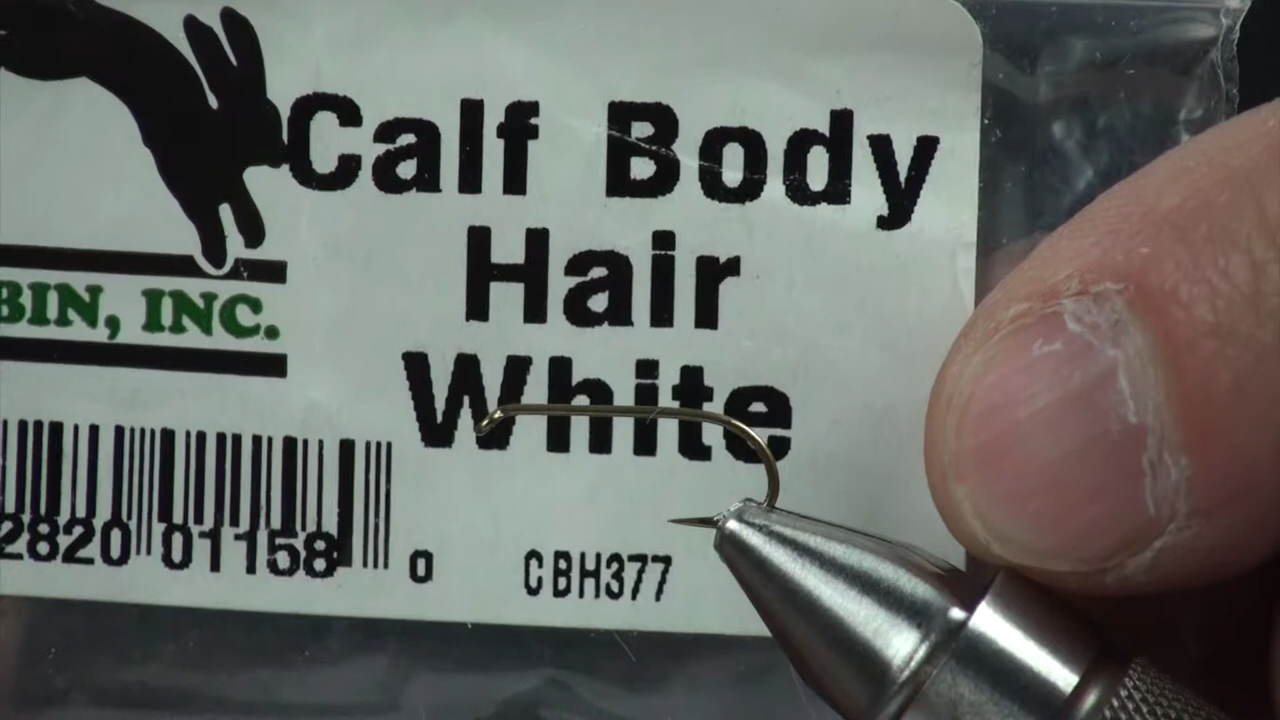 Calf Body
Hair
White
BIN, INC.
2820 01158 0
CBH377